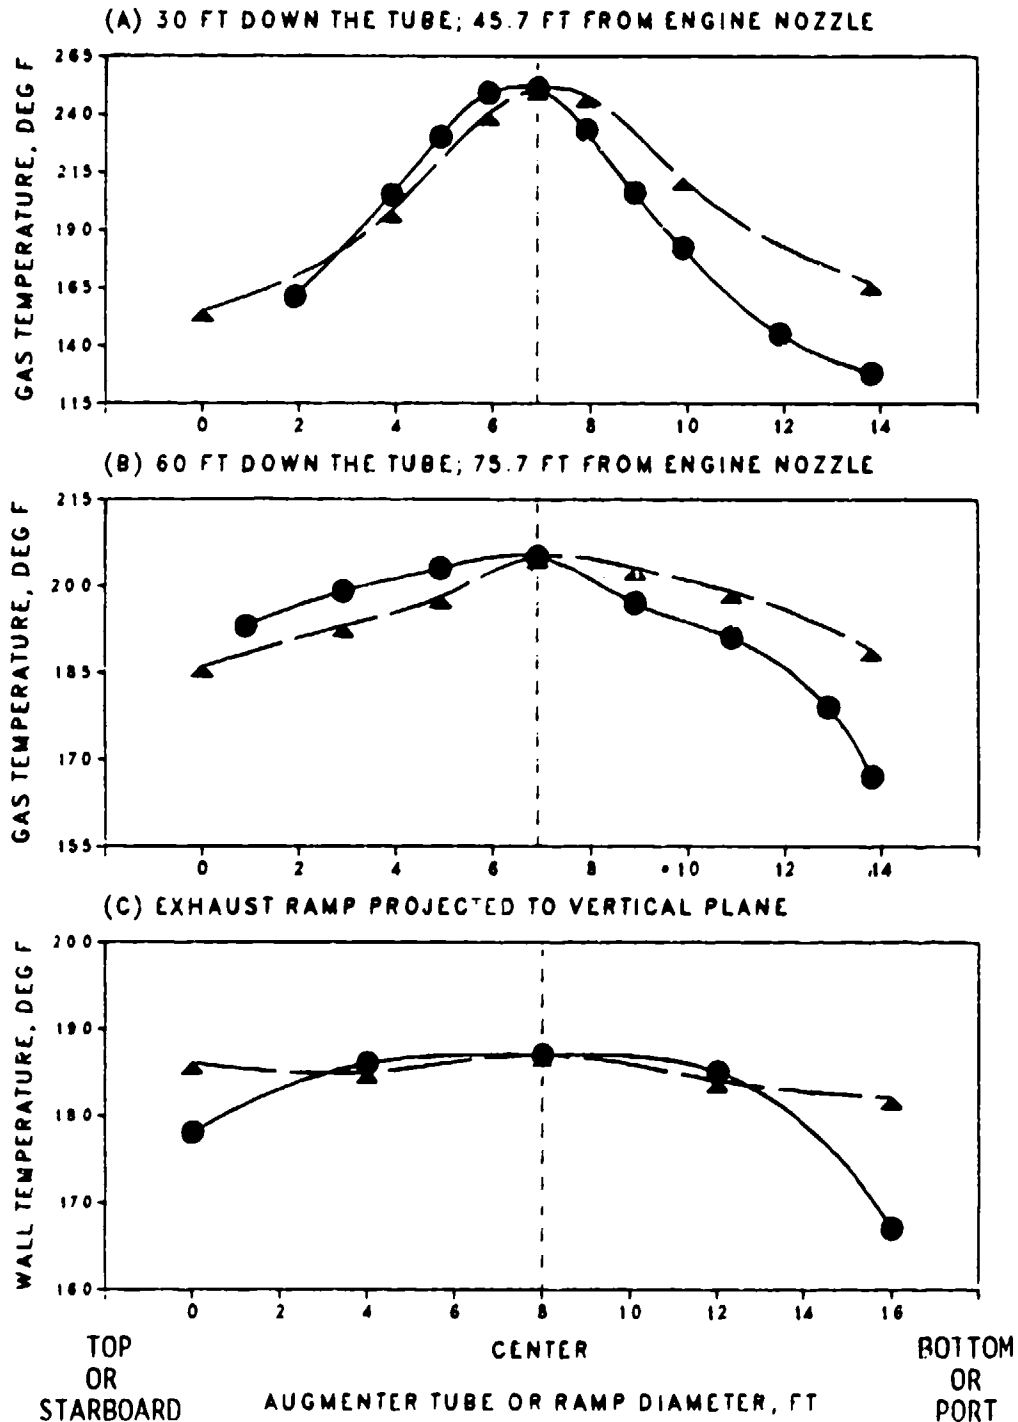 (A) 30 FT DOWN THE TUBE; 45.7 FT FROM ENGINE NOZZLE
GAS TEMPERATURE, DEG F
265
240
215
190
165
140
115
0 2 4 6 8 10 12 14
(B) 60 FT DOWN THE TUBE; 75.7 FT FROM ENGINE NOZZLE
GAS TEMPERATURE, DEG F
215
200
185
170
155
0 2 4 6 8 10 12 14
(C) EXHAUST RAMP PROJECTED TO VERTICAL PLANE
WALL TEMPERATURE, DEG F
200
190
180
170
160
0 2 4 6 8 10 12 14 16
TOP
OR
STARBOARD
CENTER
BOTTOM
OR
PORT
AUGMENTER TUBE OR RAMP DIAMETER, FT